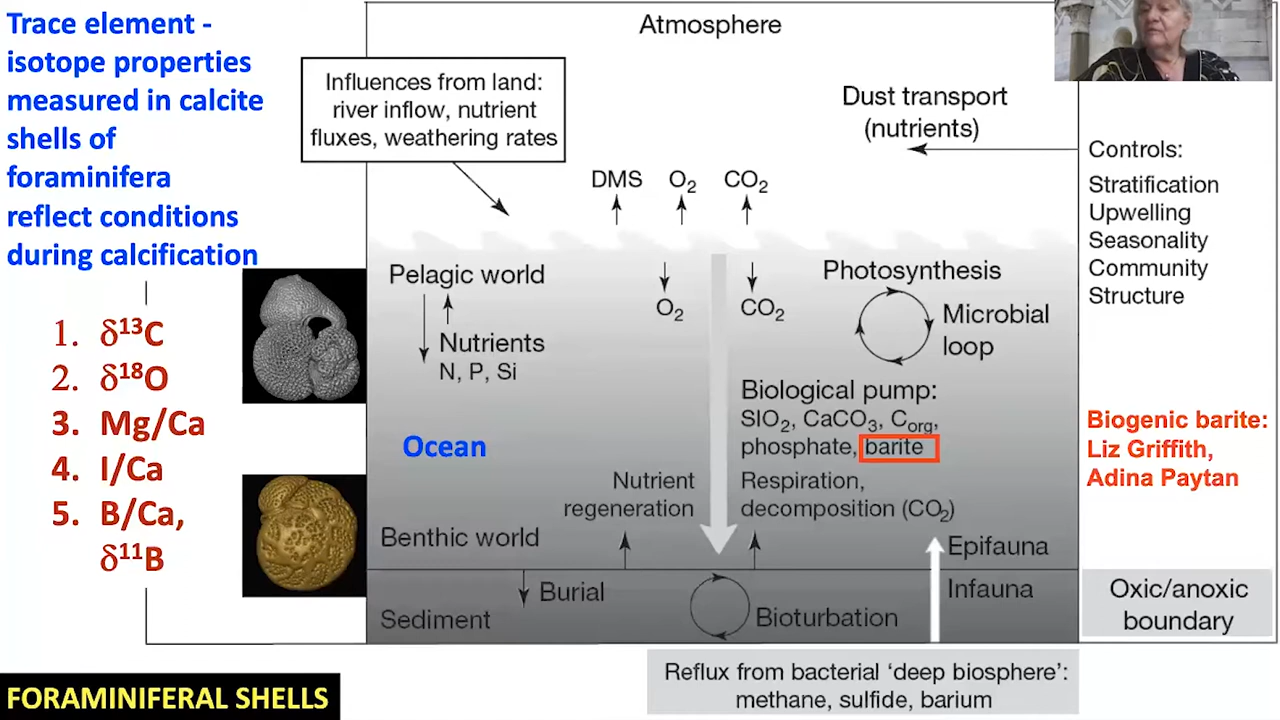 Trace element -
isotope properties
measured in calcite
shells of
foraminifera
reflect conditions
during calcification
1. δ¹³C
2. δ¹⁸O
3. Mg/Ca
4. I/Ca
5. B/Ca,
δ¹¹B
FORAMINIFERAL SHELLS
Atmosphere
Influences from land:
river inflow, nutrient
fluxes, weathering rates
Dust transport
(nutrients)
DMS O₂ CO₂
Pelagic world
Nutrients
N, P, Si
O₂ CO₂
Photosynthesis
Microbial
loop
Biological pump:
SIO₂, CaCO₃, Corg,
phosphate, barite
Ocean
Nutrient
regeneration
Respiration,
decomposition (CO₂)
Benthic world
Epifauna
Infauna
Burial
Sediment
Bioturbation
Reflux from bacterial ‘deep biosphere’:
methane, sulfide, barium
Controls:
Stratification
Upwelling
Seasonality
Community
Structure
Biogenic barite:
Liz Griffith,
Adina Paytan
Oxic/anoxic
boundary